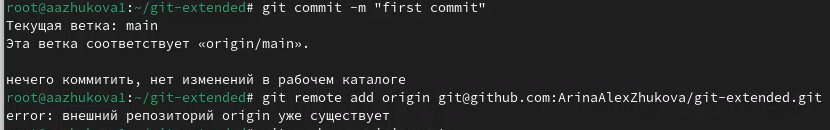 root@aazhukova1:~/git-extended# git commit -m "first commit"
Текущая ветка: main
Эта ветка соответствует «origin/main».
нечего коммитить, нет изменений в рабочем каталоге
root@aazhukova1:~/git-extended# git remote add origin git@github.com:ArinaAlexZhukova/git-extended.git
error: внешний репозиторий origin уже существует